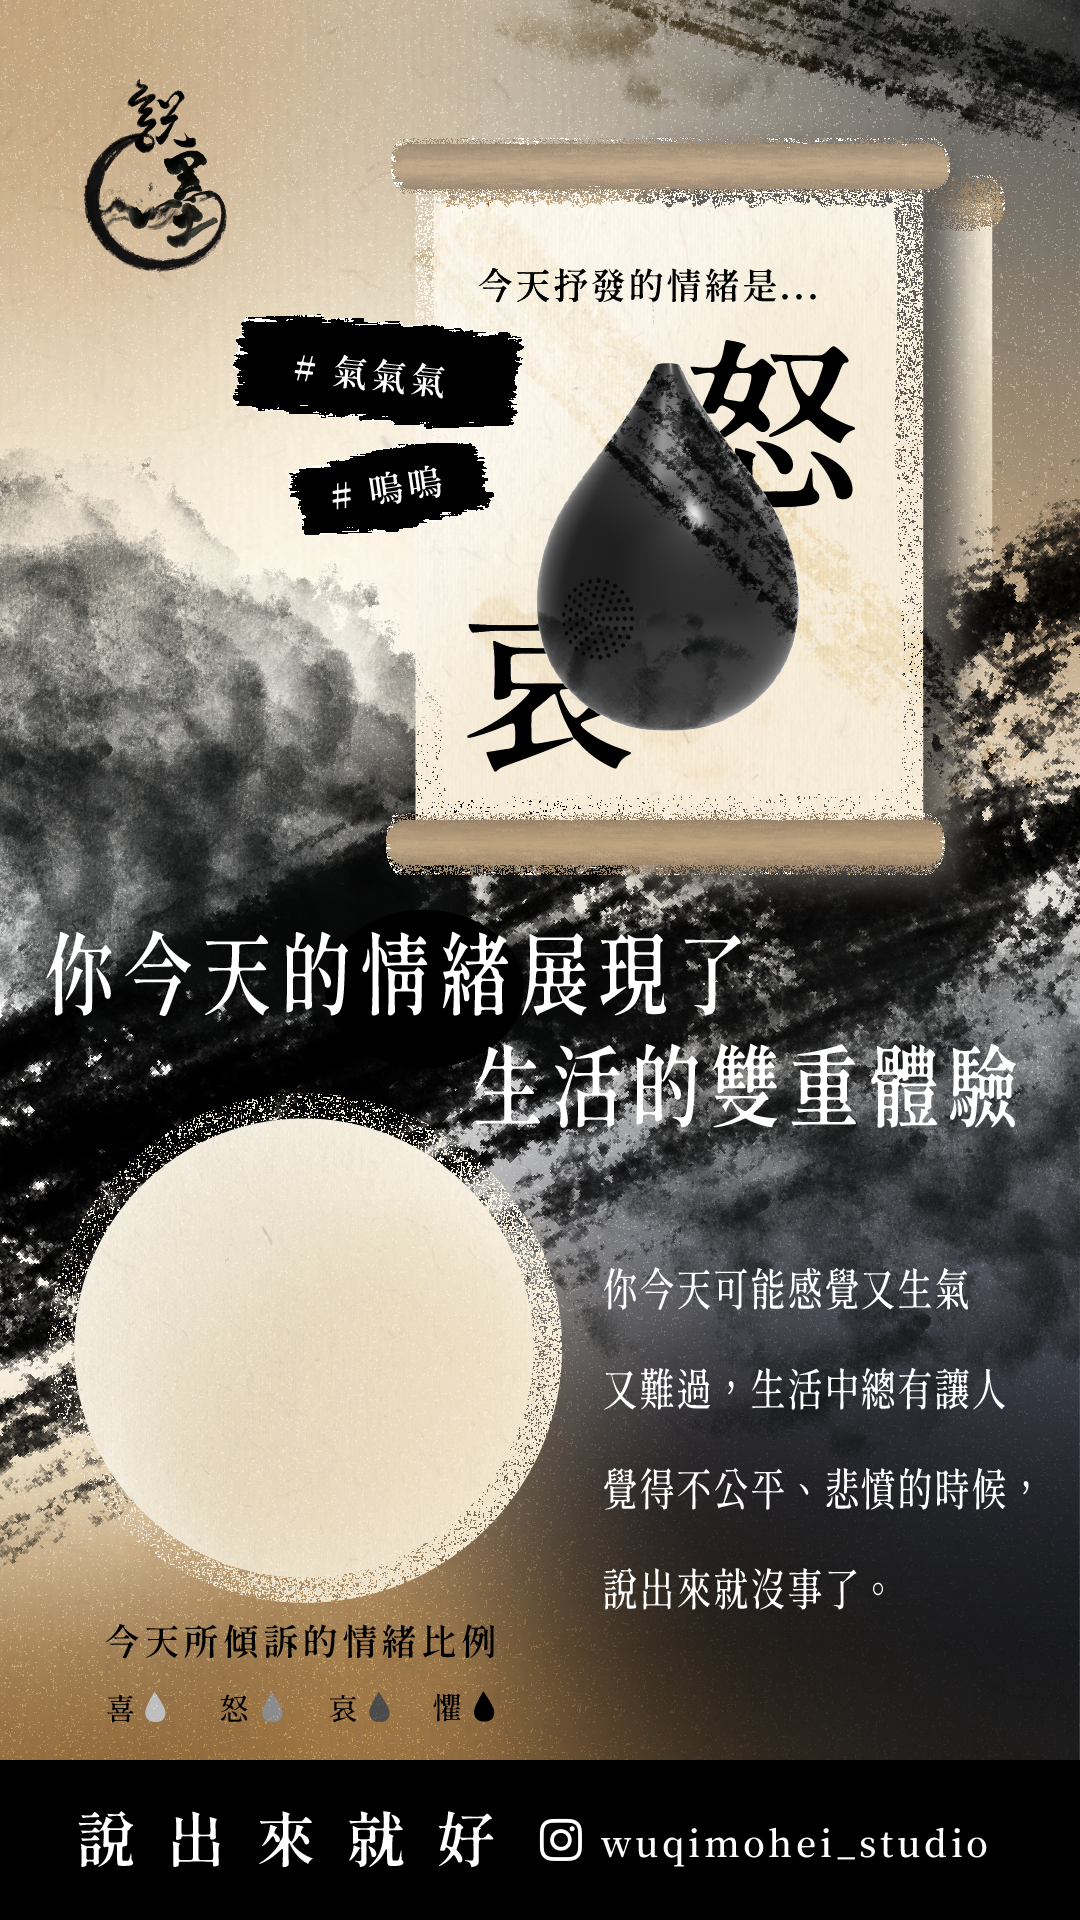 說墨
今天抒發的情緒是...
# 氣氣氣
怒
# 嗚嗚
哀
你今天的情緒展現了
生活的雙重體驗
你今天可能感覺又生氣
又難過，生活中總有讓人
覺得不公平、悲憤的時候，
說出來就沒事了。
今天所傾訴的情緒比例
喜 怒 哀 懼
說出來就好 wuqimohei_studio